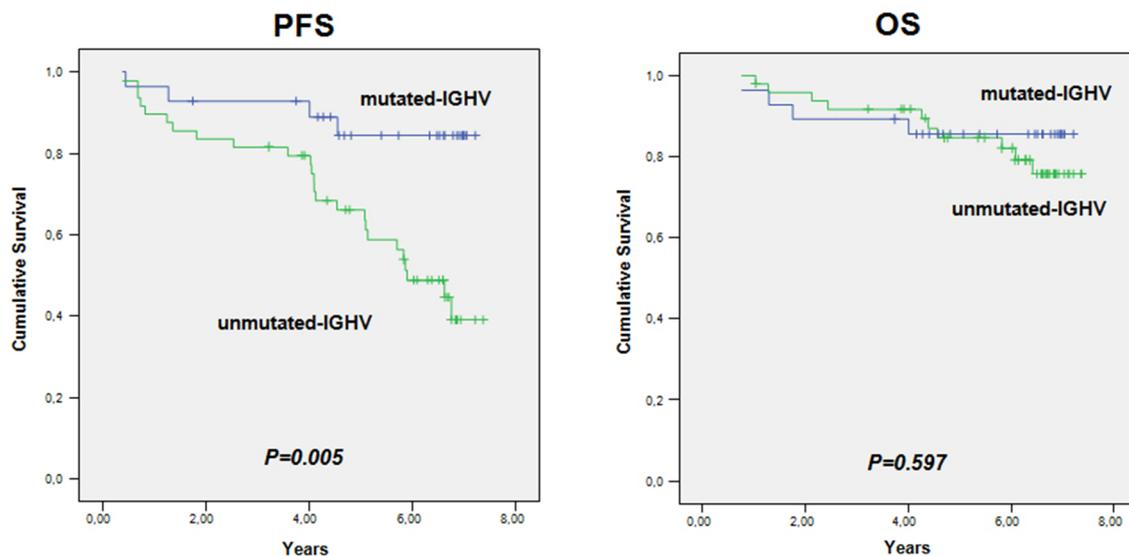 PFS
1,0
0,8
0,6
0,4
0,2
0,0
Cumulative Survival
mutated-IGHV
unmutated-IGHV
P=0.005
0,00 2,00 4,00 6,00 8,00
Years
OS
1,0
0,8
0,6
0,4
0,2
0,0
Cumulative Survival
mutated-IGHV
unmutated-IGHV
P=0.597
0,00 2,00 4,00 6,00 8,00
Years